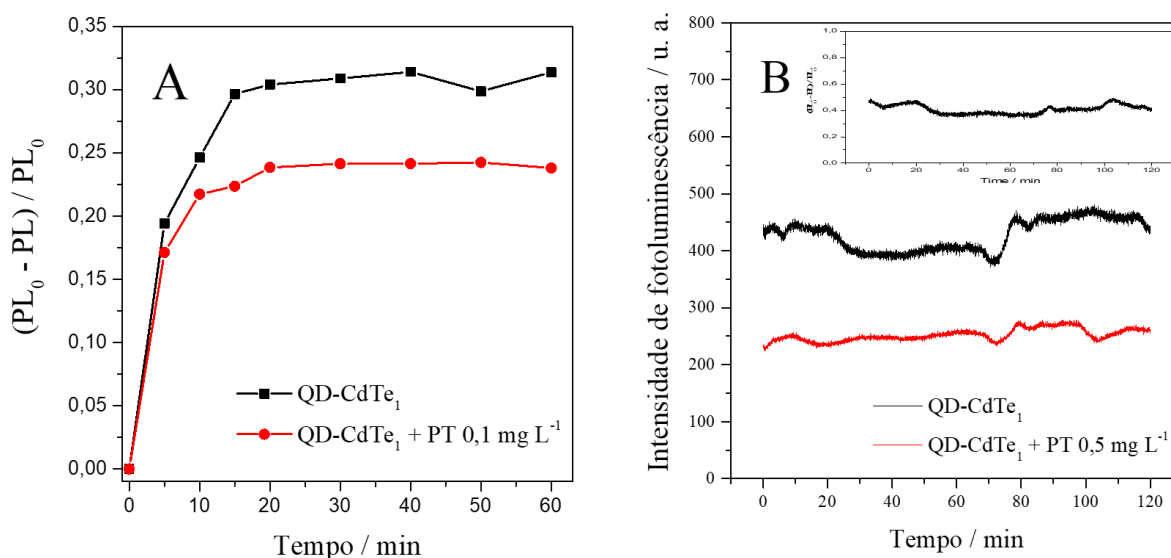 A
(PL₀ - PL) / PL₀
0,35
0,30
0,25
0,20
0,15
0,10
0,05
0,00
QD-CdTe₁
QD-CdTe₁ + PT 0,1 mg L⁻¹
0 10 20 30 40 50 60
Tempo / min
B
Intensidade de fotoluminescência / u. a.
800
700
600
500
400
300
200
100
0
1.0
0.8
0.6
0.4
0.2
0.0
0 20 40 60 80 100 120
Time / min
QD-CdTe₁
QD-CdTe₁ + PT 0,5 mg L⁻¹
0 20 40 60 80 100 120
Tempo / min